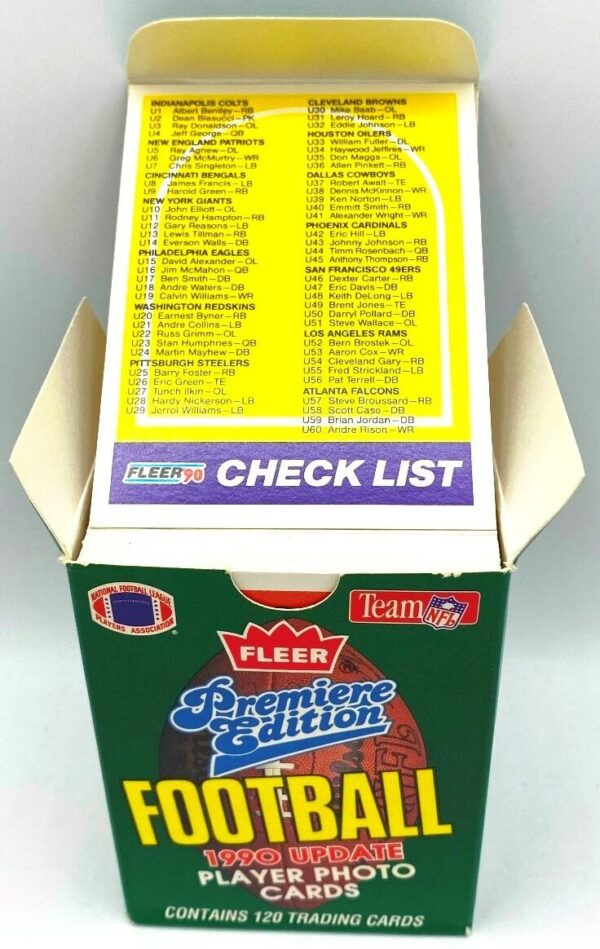 INDIANAPOLIS COLTS
U1 Albert Bentley-RB
U2 Dean Biasucci-PK
U3 Ray Donaldson-OL
U4 Jeff George-QB
NEW ENGLAND PATRIOTS
U5 Ray Agnew-DL
U6 Greg McMurtry-WR
U7 Chris Singleton-LB
CINCINNATI BENGALS
U8 James Francis-LB
U9 Harold Green-RB
NEW YORK GIANTS
U10 John Elliott-OL
U11 Rodney Hampton-RB
U12 Gary Reasons-LB
U13 Lewis Tillman-RB
U14 Everson Walls-DB
PHILADELPHIA EAGLES
U15 David Alexander-OL
U16 Jim McMahon-QB
U17 Ben Smith-DB
U18 Andre Waters-DB
U19 Calvin Williams-WR
WASHINGTON REDSKINS
U20 Earnest Byner-RB
U21 Andre Collins-LB
U22 Russ Grimm-OL
U23 Stan Humphries-QB
U24 Martin Mayhew-DB
PITTSBURGH STEELERS
U25 Barry Foster-RB
U26 Eric Green-TE
U27 Tunch Ilkin-OL
U28 Hardy Nickerson-LB
U29 Jerrol Williams-LB
CLEVELAND BROWNS
U30 Mike Baab-OL
U31 Leroy Hoard-RB
U32 Eddie Johnson-LB
HOUSTON OILERS
U33 William Fuller-DL
U34 Haywood Jeffires-WR
U35 Don Maggs-OL
U36 Allen Pinkett-RB
DALLAS COWBOYS
U37 Robert Awalt-TE
U38 Dennis McKinnon-WR
U39 Ken Norton-LB
U40 Emmitt Smith-RB
U41 Alexander Wright-WR
PHOENIX CARDINALS
U42 Eric Hill-LB
U43 Johnny Johnson-RB
U44 Timm Rosenbach-QB
U45 Anthony Thompson-RB
SAN FRANCISCO 49ERS
U46 Dexter Carter-RB
U47 Eric Davis-DB
U48 Keith DeLong-LB
U49 Brent Jones-TE
U50 Darryl Pollard-DB
U51 Steve Wallace-OL
LOS ANGELES RAMS
U52 Bern Brostek-OL
U53 Aaron Cox-WR
U54 Cleveland Gary-RB
U55 Fred Strickland-LB
U56 Pat Terrell-DB
ATLANTA FALCONS
U57 Steve Broussard-RB
U58 Scott Case-DB
U59 Brian Jordan-DB
U60 Andre Rison-WR
FLEER '90 CHECK LIST
NATIONAL FOOTBALL LEAGUE
PLAYERS ASSOCIATION
Team NFL
FLEER
Premiere
Edition
FOOTBALL
1990 UPDATE
PLAYER PHOTO
CARDS
CONTAINS 120 TRADING CARDS